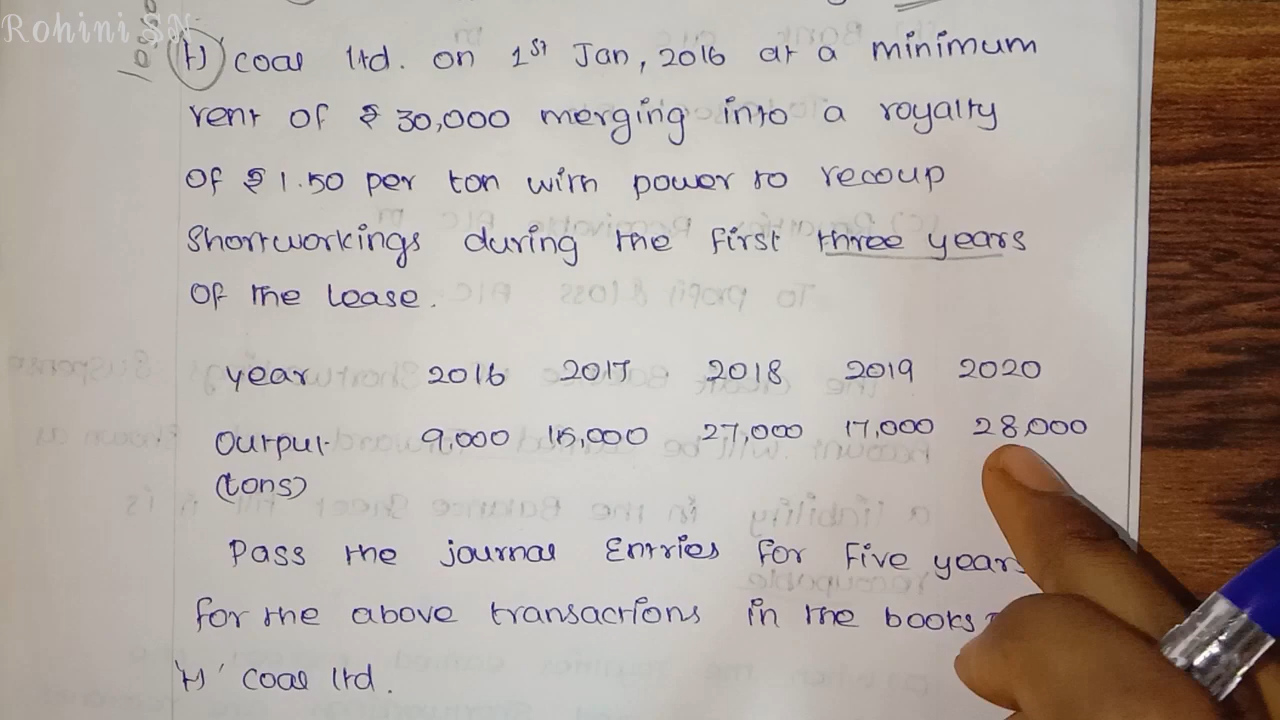 Rohini SN
'H' coal ltd. on 1st Jan, 2016 at a minimum
rent of ₹ 30,000 merging into a royalty
of ₹ 1.50 per ton with power to recoup
Shortworkings during the first three years
of the lease.
year 2016 2017 2018 2019 2020
Output 9,000 15,000 27,000 17,000 28,000
(tons)
Pass the journal Entries for Five years
for the above transactions in the books
'H' coal ltd.